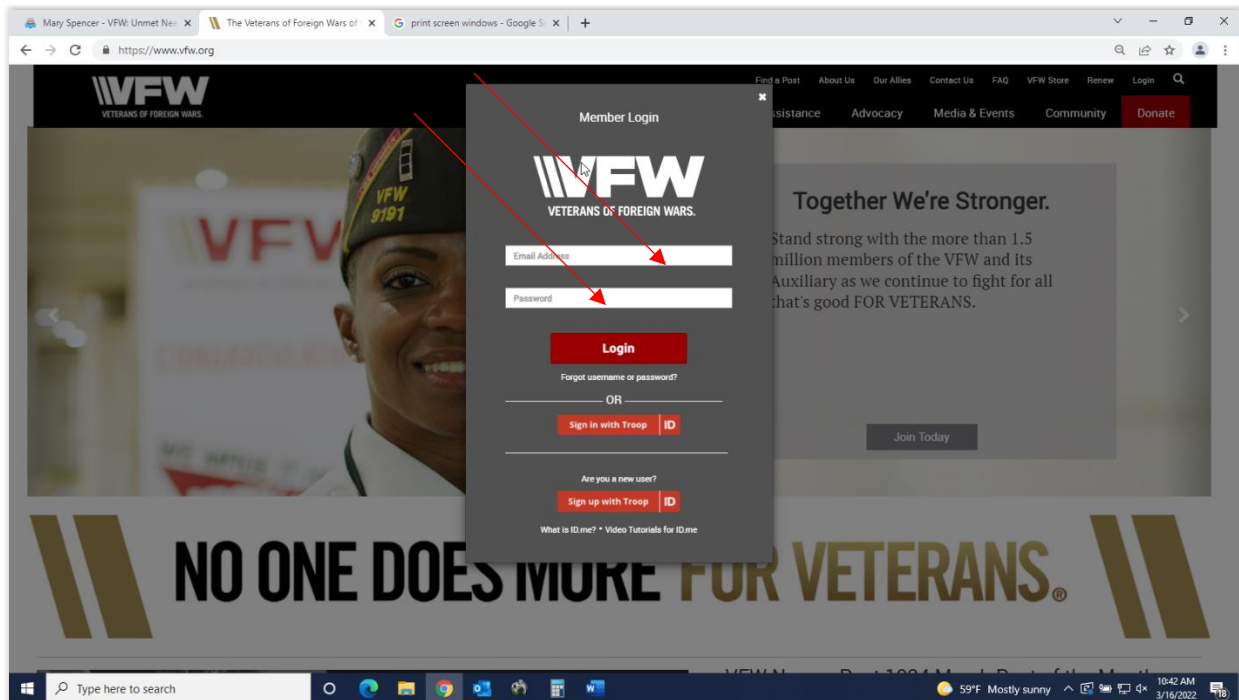 Mary Spencer - VFW: Unmet Nee
The Veterans of Foreign Wars of
print screen windows - Google S
https://www.vfw.org
VFW
VETERANS OF FOREIGN WARS.
Find a Post About Us Our Allies Contact Us FAQ VFW Store Renew Login
ssistance Advocacy Media & Events Community Donate
Member Login
VFW
VETERANS OF FOREIGN WARS.
Email Address
Password
Login
Forgot username or password?
OR
Sign in with Troop ID
Are you a new user?
Sign up with Troop ID
What is ID.me? * Video Tutorials for ID.me
VFW
9191
VFW
Together We're Stronger.
Stand strong with the more than 1.5
million members of the VFW and its
Auxiliary as we continue to fight for all
that's good FOR VETERANS.
Join Today
NO ONE DOES MORE FOR VETERANS.®
Type here to search
59°F Mostly sunny
10:42 AM
3/16/2022
18